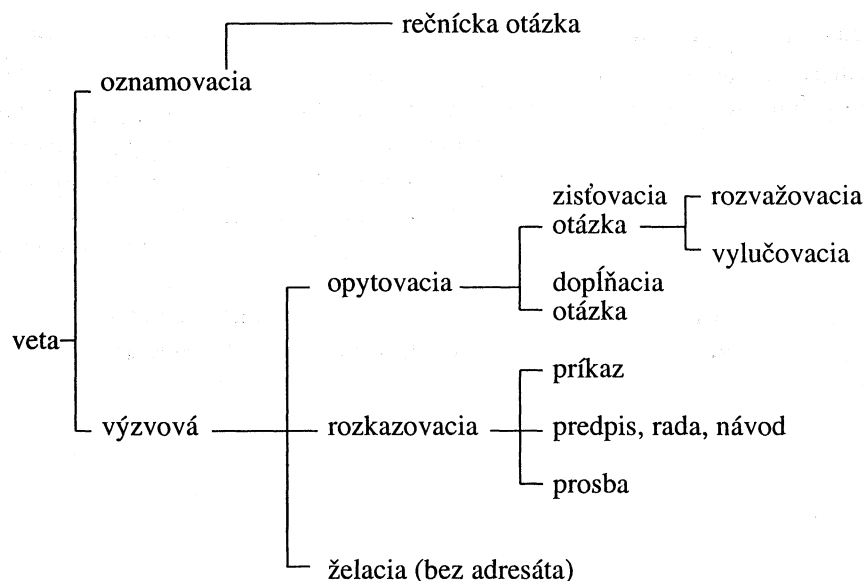 rečnícka otázka
oznamovacia
zisťovacia
otázka
rozvažovacia
vylučovacia
opytovacia
dopĺňacia
otázka
veta
príkaz
výzvová
rozkazovacia
predpis, rada, návod
prosba
želacia (bez adresáta)